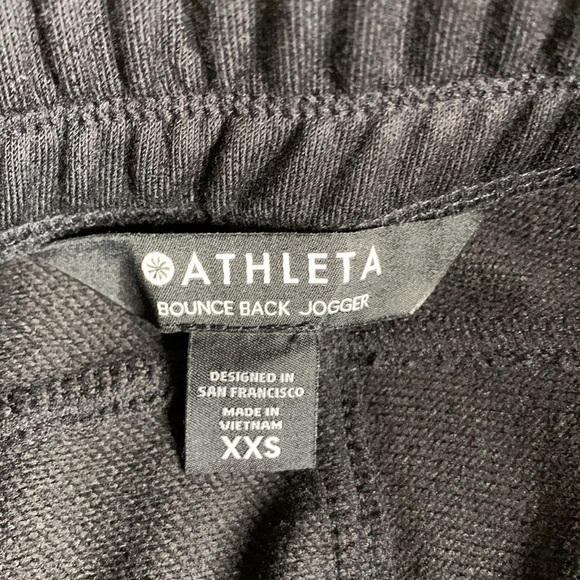 ATHLETA
BOUNCE BACK JOGGER
DESIGNED IN
SAN FRANCISCO
MADE IN
VIETNAM
XXS